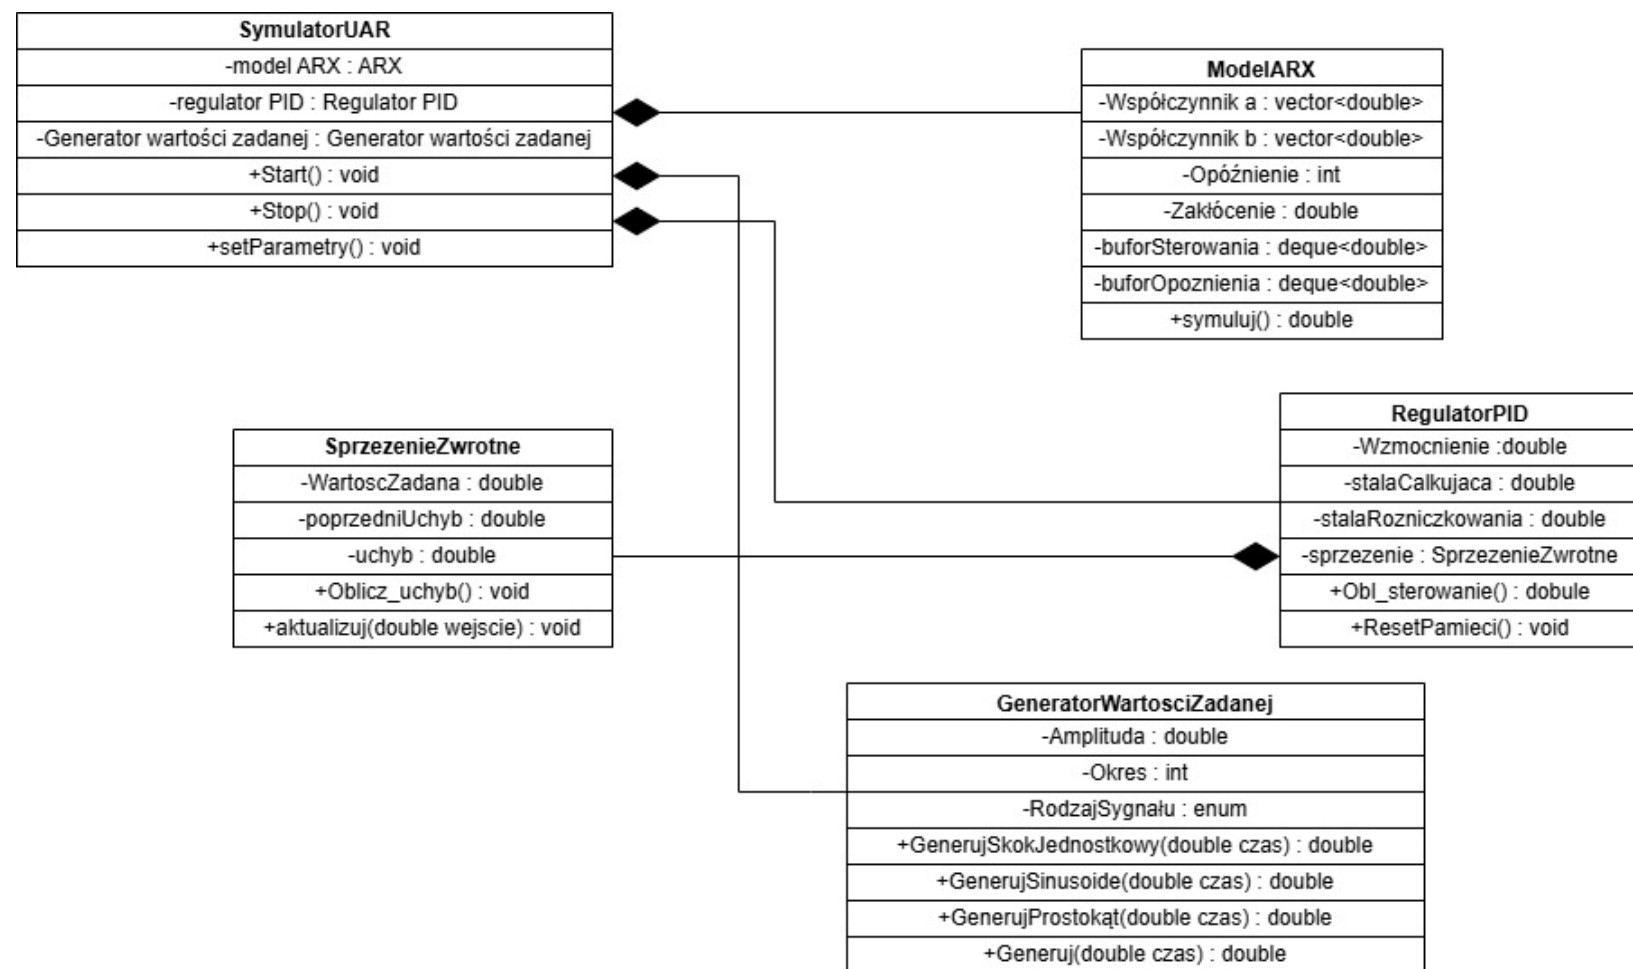 SymulatorUAR
-model ARX : ARX
-regulator PID : Regulator PID
-Generator wartości zadanej : Generator wartości zadanej
+Start() : void
+Stop() : void
+setParametry() : void
ModelARX
-Współczynnik a : vector<double>
-Współczynnik b : vector<double>
-Opóźnienie : int
-Zakłócenie : double
-buforSterowania : deque<double>
-buforOpoznienia : deque<double>
+symuluj() : double
SprzezenieZwrotne
-WartoscZadana : double
-poprzedniUchyb : double
-uchyb : double
+Oblicz_uchyb() : void
+aktualizuj(double wejscie) : void
RegulatorPID
-Wzmocnienie :double
-stalaCalkujaca : double
-stalaRozniczkowania : double
-sprzezenie : SprzezenieZwrotne
+Obl_sterowanie() : dobule
+ResetPamieci() : void
GeneratorWartosciZadanej
-Amplituda : double
-Okres : int
-RodzajSygnału : enum
+GenerujSkokJednostkowy(double czas) : double
+GenerujSinusoide(double czas) : double
+GenerujProstokąt(double czas) : double
+Generuj(double czas) : double